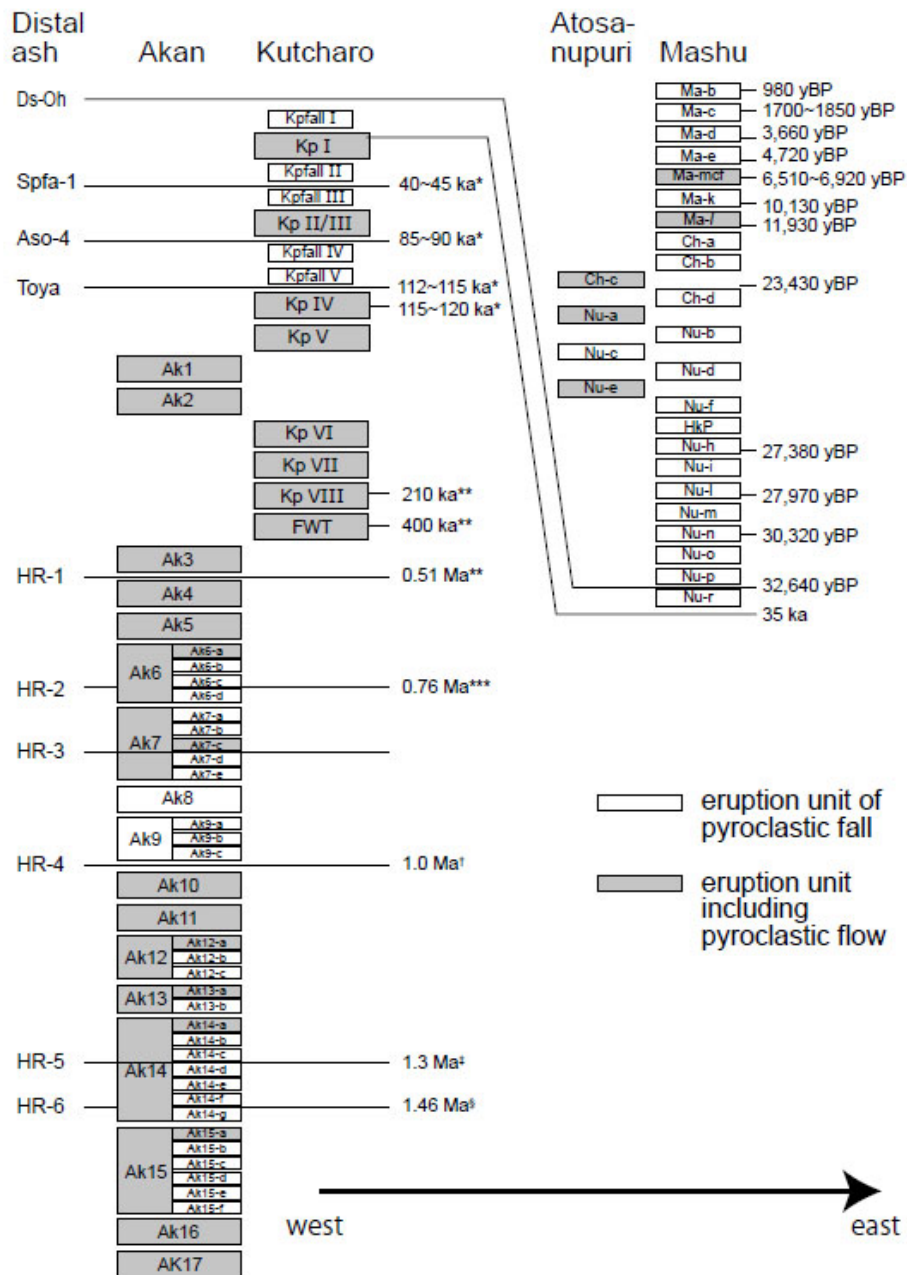 Distal
ash
Akan
Kutcharo
Atosa-
nupuri
Mashu
Ds-Oh
Kpfall I
Kp I
Kpfall II
Spfa-1
40~45 ka*
Kpfall III
Kp II/III
Aso-4
85~90 ka*
Kpfall IV
Kpfall V
Toya
112~115 ka*
Kp IV
115~120 ka*
Kp V
Ak1
Ak2
Kp VI
Kp VII
Kp VIII
210 ka**
FWT
400 ka**
Ak3
HR-1
0.51 Ma**
Ak4
Ak5
Ak6
Ak6-a
Ak6-b
Ak6-c
Ak6-d
HR-2
0.76 Ma***
Ak7
Ak7-a
Ak7-b
Ak7-c
Ak7-d
Ak7-e
HR-3
Ak8
Ak9
Ak9-a
Ak9-b
Ak9-c
HR-4
1.0 Ma†
Ak10
Ak11
Ak12
Ak12-a
Ak12-b
Ak12-c
Ak13
Ak13-a
Ak13-b
Ak14
Ak14-a
Ak14-b
Ak14-c
Ak14-d
Ak14-e
Ak14-f
Ak14-g
HR-5
1.3 Ma‡
HR-6
1.46 Ma§
Ak15
Ak15-a
Ak15-b
Ak15-c
Ak15-d
Ak15-e
Ak15-f
Ak16
AK17
Ma-b
980 yBP
Ma-c
1700~1850 yBP
Ma-d
3,660 yBP
Ma-e
4,720 yBP
Ma-mcf
6,510~6,920 yBP
Ma-k
10,130 yBP
Ma-l
11,930 yBP
Ch-a
Ch-b
Ch-c
23,430 yBP
Ch-d
Nu-a
Nu-b
Nu-c
Nu-d
Nu-e
Nu-f
HkP
Nu-h
27,380 yBP
Nu-i
Nu-l
27,970 yBP
Nu-m
Nu-n
30,320 yBP
Nu-o
Nu-p
32,640 yBP
Nu-r
35 ka
eruption unit of
pyroclastic fall
eruption unit
including
pyroclastic flow
west
east